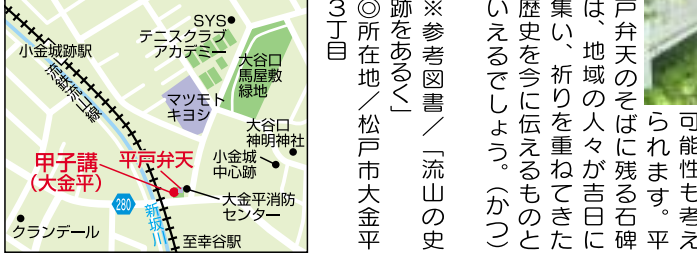 可能性も考え
られます。平
戸弁天のそばに残る石碑
は、地域の人々が吉日に
集い、祈りを重ねてきた
歴史を今に伝えるものと
いえるでしょう。（かつ）
※参考図書／「流山の史
跡をあるく」
◎所在地／松戸市大金平
３丁目
SYS
テニスクラブ
アカデミー
小金城跡駅
流鉄流山線
大谷口
馬屋敷
緑地
マツモト
キヨシ
大谷口
神明神社
小金城
中心跡
甲子講
（大金平）
平戸弁天
大金平消防
センター
280
新坂川
クランデール
至幸谷駅